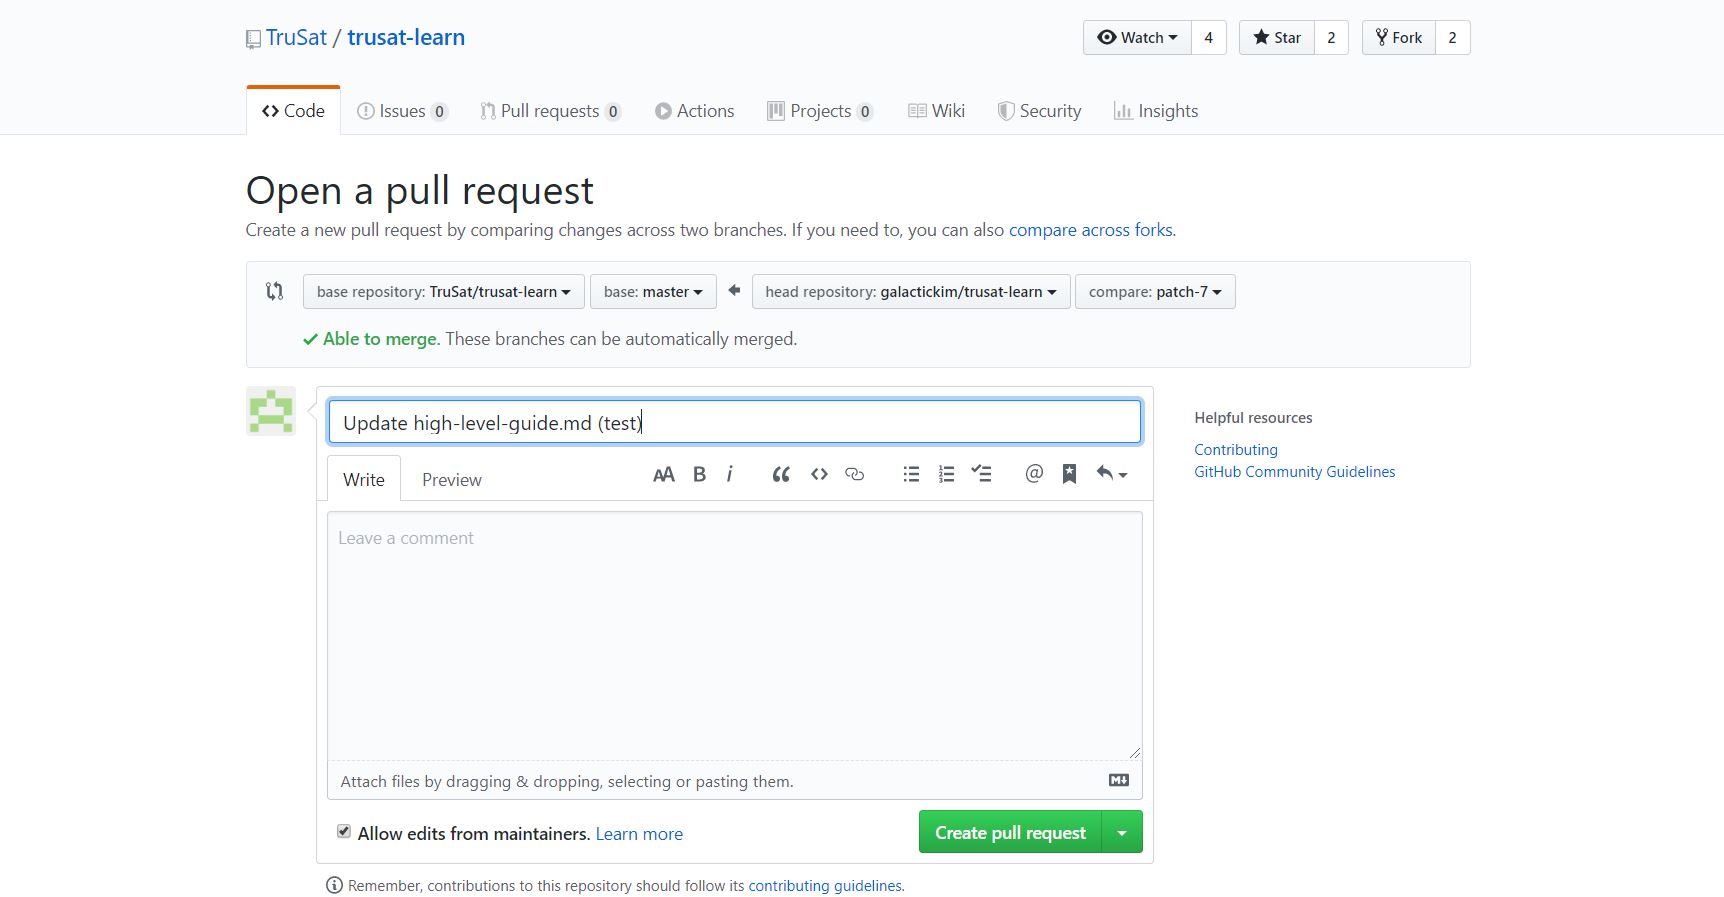 TruSat / trusat-learn
Watch 4 Star 2 Fork 2
Code Issues 0 Pull requests 0 Actions Projects 0 Wiki Security Insights
Open a pull request
Create a new pull request by comparing changes across two branches. If you need to, you can also compare across forks.
base repository: TruSat/trusat-learn base: master head repository: galactickim/trusat-learn compare: patch-7
Able to merge. These branches can be automatically merged.
Update high-level-guide.md (test)
Write Preview AA B i @
Leave a comment
Attach files by dragging & dropping, selecting or pasting them.
Allow edits from maintainers. Learn more
Create pull request
Remember, contributions to this repository should follow its contributing guidelines.
Helpful resources
Contributing
GitHub Community Guidelines